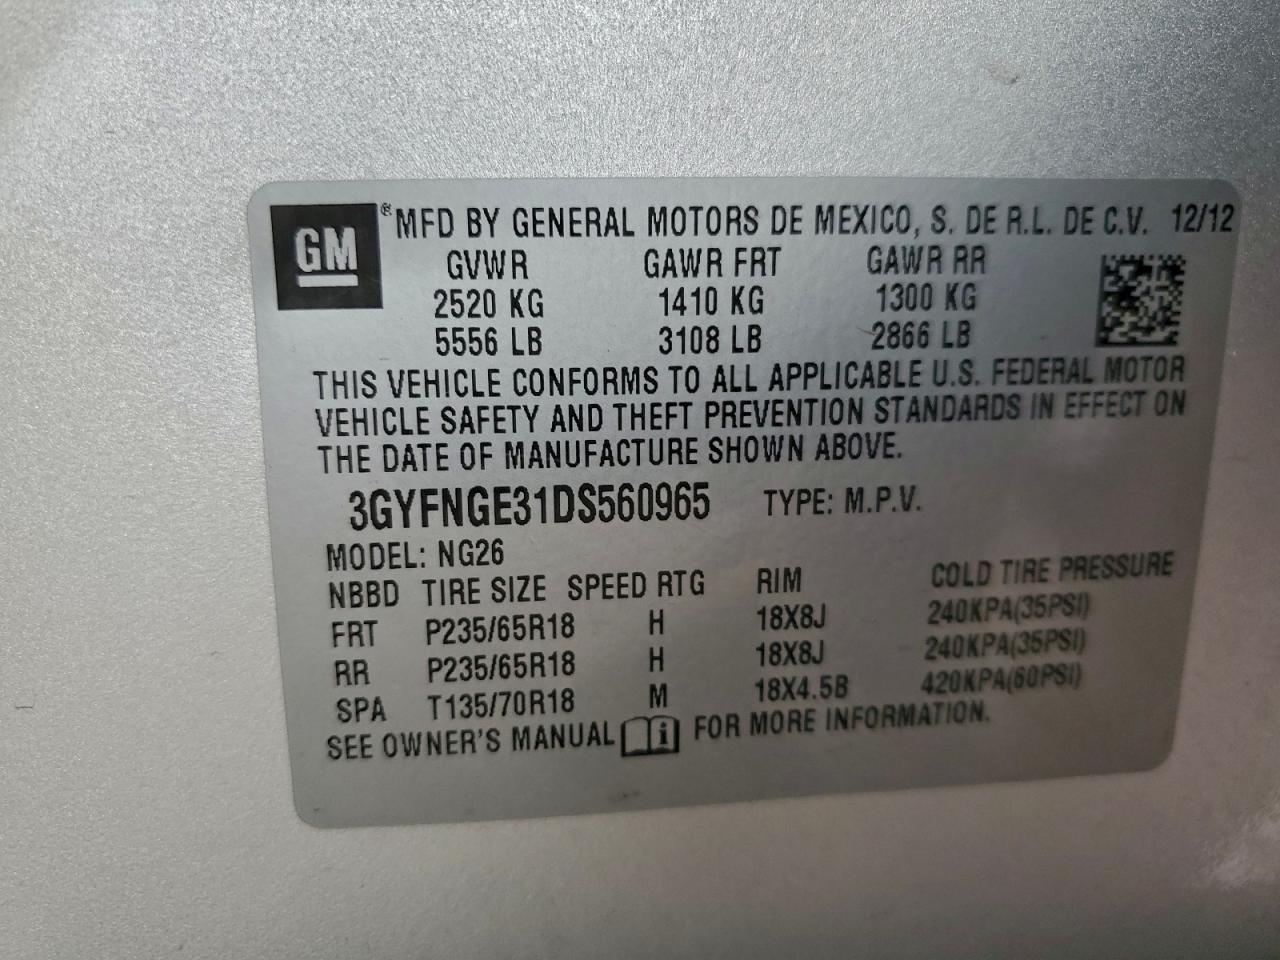 GM ® MFD BY GENERAL MOTORS DE MEXICO, S. DE R.L. DE C.V. 12/12
GVWR GAWR FRT GAWR RR
2520 KG 1410 KG 1300 KG
5556 LB 3108 LB 2866 LB
THIS VEHICLE CONFORMS TO ALL APPLICABLE U.S. FEDERAL MOTOR
VEHICLE SAFETY AND THEFT PREVENTION STANDARDS IN EFFECT ON
THE DATE OF MANUFACTURE SHOWN ABOVE.
3GYFNGE31DS560965 TYPE: M.P.V.
MODEL: NG26
NBBD TIRE SIZE SPEED RTG RIM COLD TIRE PRESSURE
FRT P235/65R18 H 18X8J 240KPA(35PSI)
RR P235/65R18 H 18X8J 240KPA(35PSI)
SPA T135/70R18 M 18X4.5B 420KPA(60PSI)
SEE OWNER'S MANUAL i FOR MORE INFORMATION.